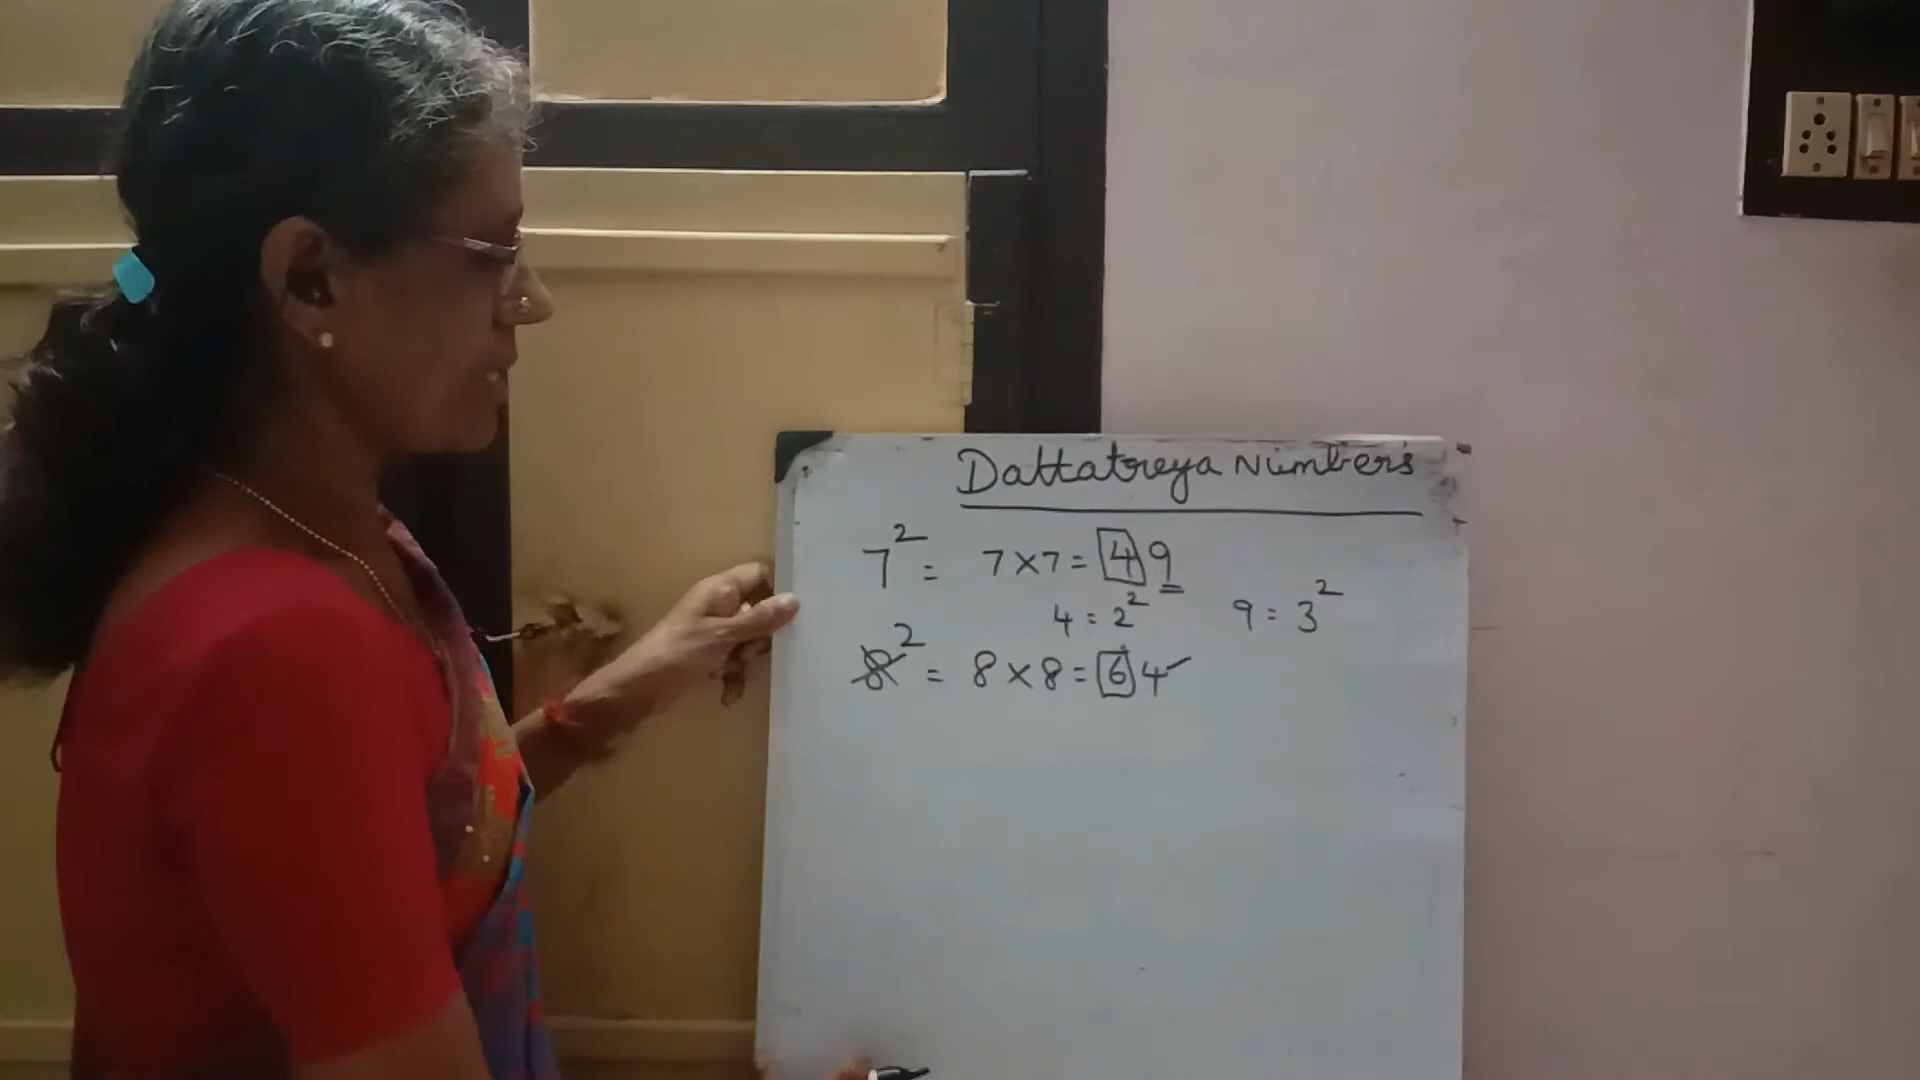 Dattatreya Numbers
7² = 7 × 7 = 49
4 = 2² 9 = 3²
8² = 8 × 8 = 64